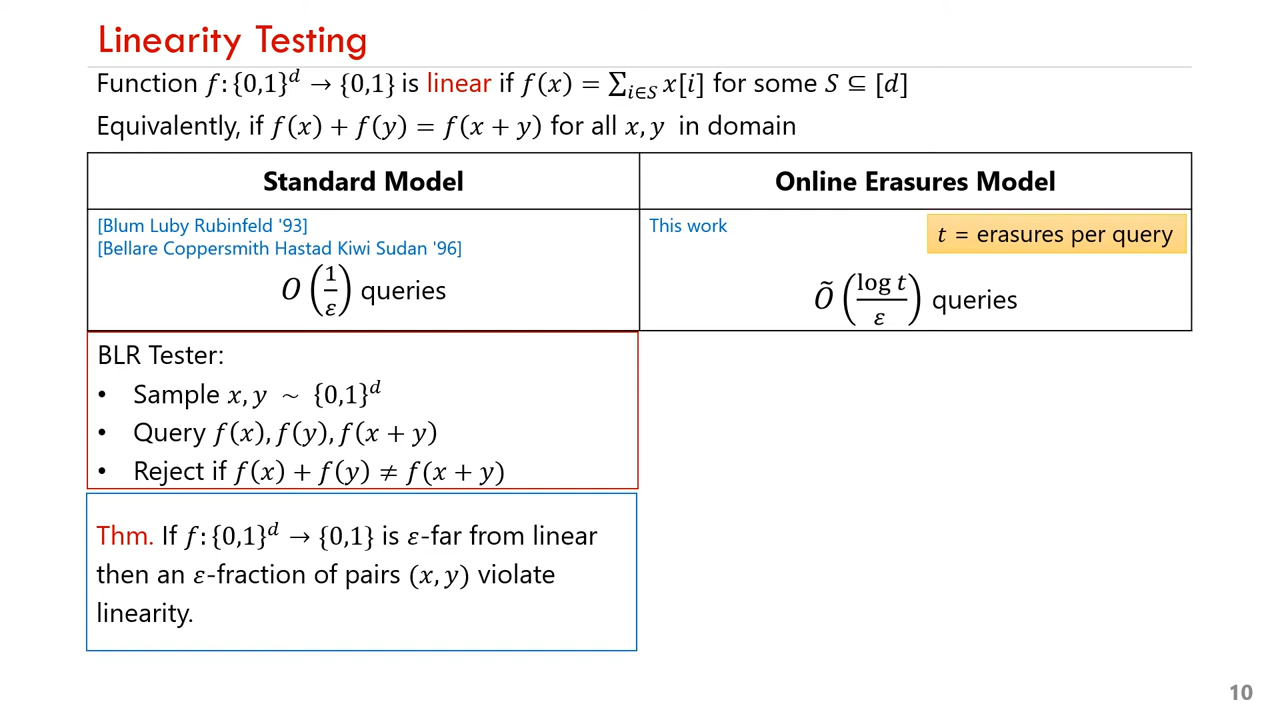 Linearity Testing
Function f: {0,1}^d → {0,1} is linear if f(x) = ∑_{i∈S} x[i] for some S ⊆ [d]
Equivalently, if f(x) + f(y) = f(x + y) for all x, y in domain
Standard Model
[Blum Luby Rubinfeld '93]
[Bellare Coppersmith Hastad Kiwi Sudan '96]
O(1/ε) queries
Online Erasures Model
This work
t = erasures per query
Õ(log t/ε) queries
BLR Tester:
• Sample x, y ~ {0,1}^d
• Query f(x), f(y), f(x + y)
• Reject if f(x) + f(y) ≠ f(x + y)
Thm. If f: {0,1}^d → {0,1} is ε-far from linear
then an ε-fraction of pairs (x, y) violate
linearity.
10